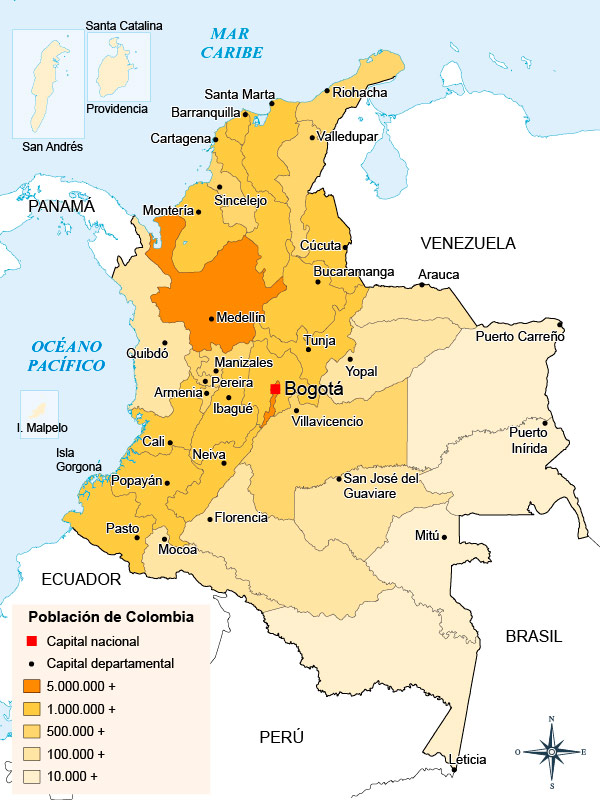 Santa Catalina
MAR
CARIBE
Providencia
San Andrés
Santa Marta
Riohacha
Barranquilla
Cartagena
Valledupar
Sincelejo
PANAMÁ
Montería
VENEZUELA
Cúcuta
Bucaramanga
Arauca
Medellín
Puerto Carreño
OCÉANO
PACÍFICO
Quibdó
Tunja
Manizales
Yopal
Pereira
Bogotá
Armenia
Ibagué
I. Malpelo
Villavicencio
Puerto
Inírida
Cali
Isla
Gorgona
Neiva
Popayán
San José del
Guaviare
Florencia
Pasto
Mitú
Mocoa
ECUADOR
Población de Colombia
Capital nacional
Capital departamental
5.000.000 +
1.000.000 +
500.000 +
100.000 +
10.000 +
BRASIL
PERÚ
N
O
E
S
Leticia